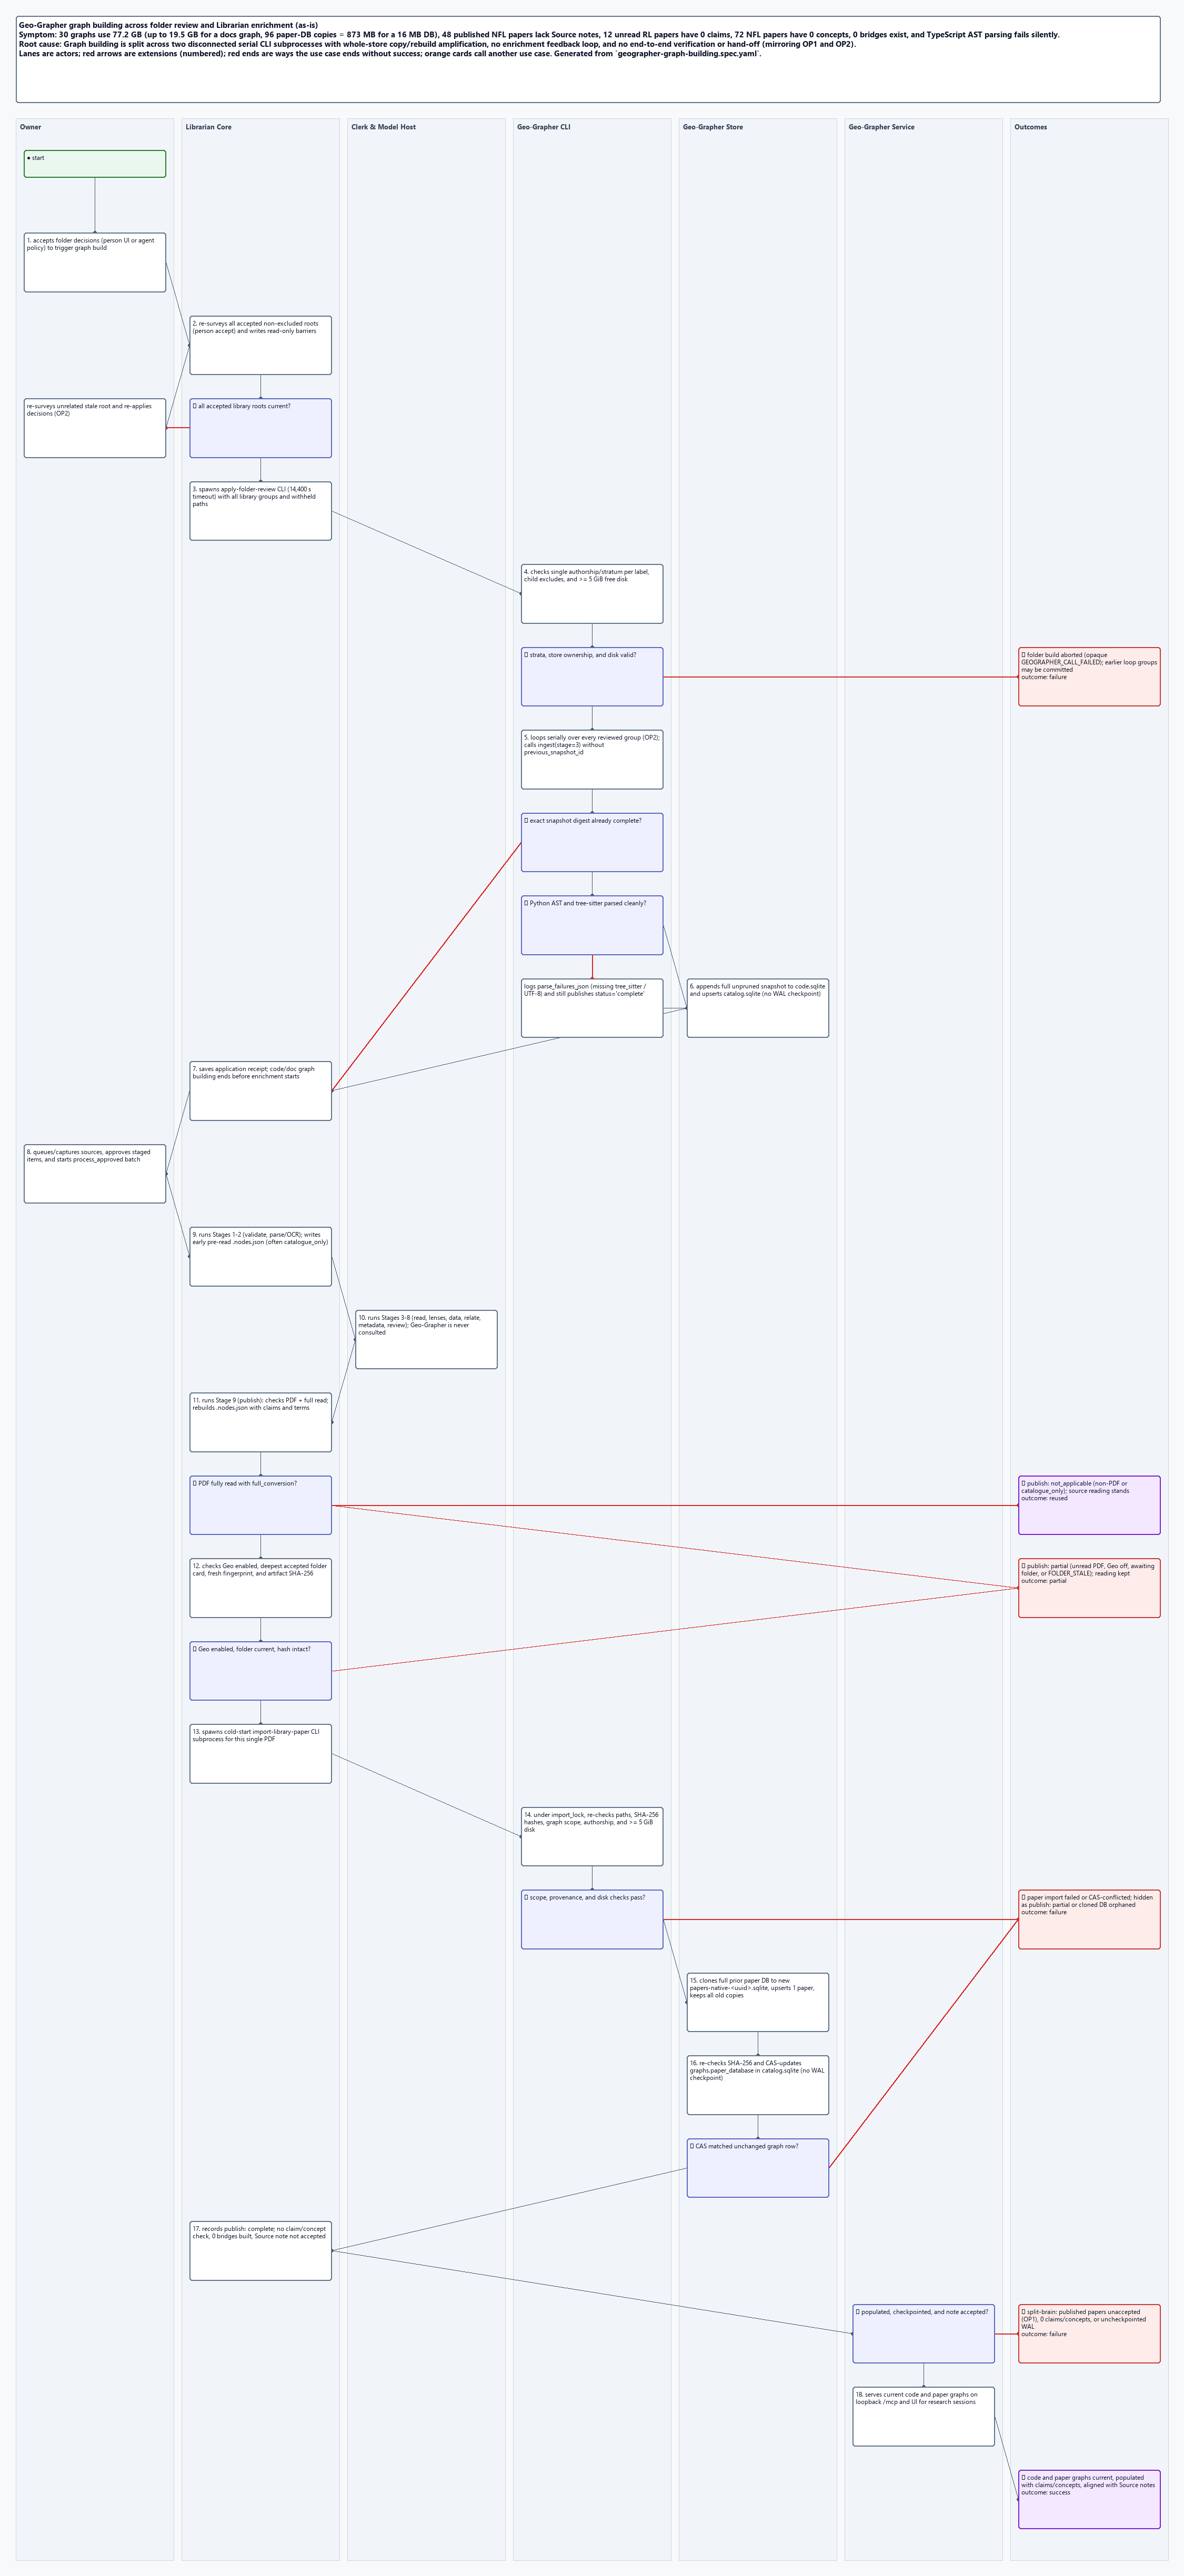 Geo-Grapher graph building across folder review and Librarian enrichment (as-is)
Symptom: 30 graphs use 77.2 GB (up to 19.5 GB for a docs graph, 96 paper-DB copies = 873 MB for a 16 MB DB), 48 published NFL papers lack Source notes, 12 unread RL papers have 0 claims, 72 NFL papers have 0 concepts, 0 bridges exist, and TypeScript AST parsing fails silently.
Root cause: Graph building is split across two disconnected serial CLI subprocesses with whole-store copy/rebuild amplification, no enrichment feedback loop, and no end-to-end verification or hand-off (mirroring OP1 and OP2).
Lanes are actors; red arrows are extensions (numbered); red ends are ways the use case ends without success; orange cards call another use case. Generated from `geographer-graph-building.spec.yaml`.
Owner
Librarian Core
Clerk & Model Host
Geo-Grapher CLI
Geo-Grapher Store
Geo-Grapher Service
Outcomes
● start
1. accepts folder decisions (person UI or agent
policy) to trigger graph build
2. re-surveys all accepted non-excluded roots
(person accept) and writes read-only barriers
re-surveys unrelated stale root and re-applies
decisions (OP2)
all accepted library roots current?
3. spawns apply-folder-review CLI (14,400 s
timeout) with all library groups and withheld
paths
4. checks single authorship/stratum per label,
child excludes, and >= 5 GiB free disk
strata, store ownership, and disk valid?
folder build aborted (opaque
GEOGRAPHER_CALL_FAILED); earlier loop groups
may be committed
outcome: failure
5. loops serially over every reviewed group (OP2);
calls ingest(stage=3) without
previous_snapshot_id
exact snapshot digest already complete?
Python AST and tree-sitter parsed cleanly?
logs parse_failures_json (missing tree_sitter /
UTF-8) and still publishes status='complete'
6. appends full unpruned snapshot to code.sqlite
and upserts catalog.sqlite (no WAL checkpoint)
7. saves application receipt; code/doc graph
building ends before enrichment starts
8. queues/captures sources, approves staged
items, and starts process_approved batch
9. runs Stages 1-2 (validate, parse/OCR); writes
early pre-read .nodes.json (often catalogue_only)
10. runs Stages 3-8 (read, lenses, data, relate,
metadata, review); Geo-Grapher is never
consulted
11. runs Stage 9 (publish): checks PDF + full read;
rebuilds .nodes.json with claims and terms
PDF fully read with full_conversion?
publish: not_applicable (non-PDF or
catalogue_only); source reading stands
outcome: reused
12. checks Geo enabled, deepest accepted folder
card, fresh fingerprint, and artifact SHA-256
publish: partial (unread PDF, Geo off, awaiting
folder, or FOLDER_STALE); reading kept
outcome: partial
Geo enabled, folder current, hash intact?
13. spawns cold-start import-library-paper CLI
subprocess for this single PDF
14. under import_lock, re-checks paths, SHA-256
hashes, graph scope, authorship, and >= 5 GiB
disk
scope, provenance, and disk checks pass?
paper import failed or CAS-conflicted; hidden
as publish: partial or cloned DB orphaned
outcome: failure
15. clones full prior paper DB to new
papers-native-<uuid>.sqlite, upserts 1 paper,
keeps all old copies
16. re-checks SHA-256 and CAS-updates
graphs.paper_database in catalog.sqlite (no WAL
checkpoint)
CAS matched unchanged graph row?
17. records publish: complete; no claim/concept
check, 0 bridges built, Source note not accepted
populated, checkpointed, and note accepted?
split-brain: published papers unaccepted
(OP1), 0 claims/concepts, or uncheckpointed
WAL
outcome: failure
18. serves current code and paper graphs on
loopback /mcp and UI for research sessions
code and paper graphs current, populated
with claims/concepts, aligned with Source notes
outcome: success